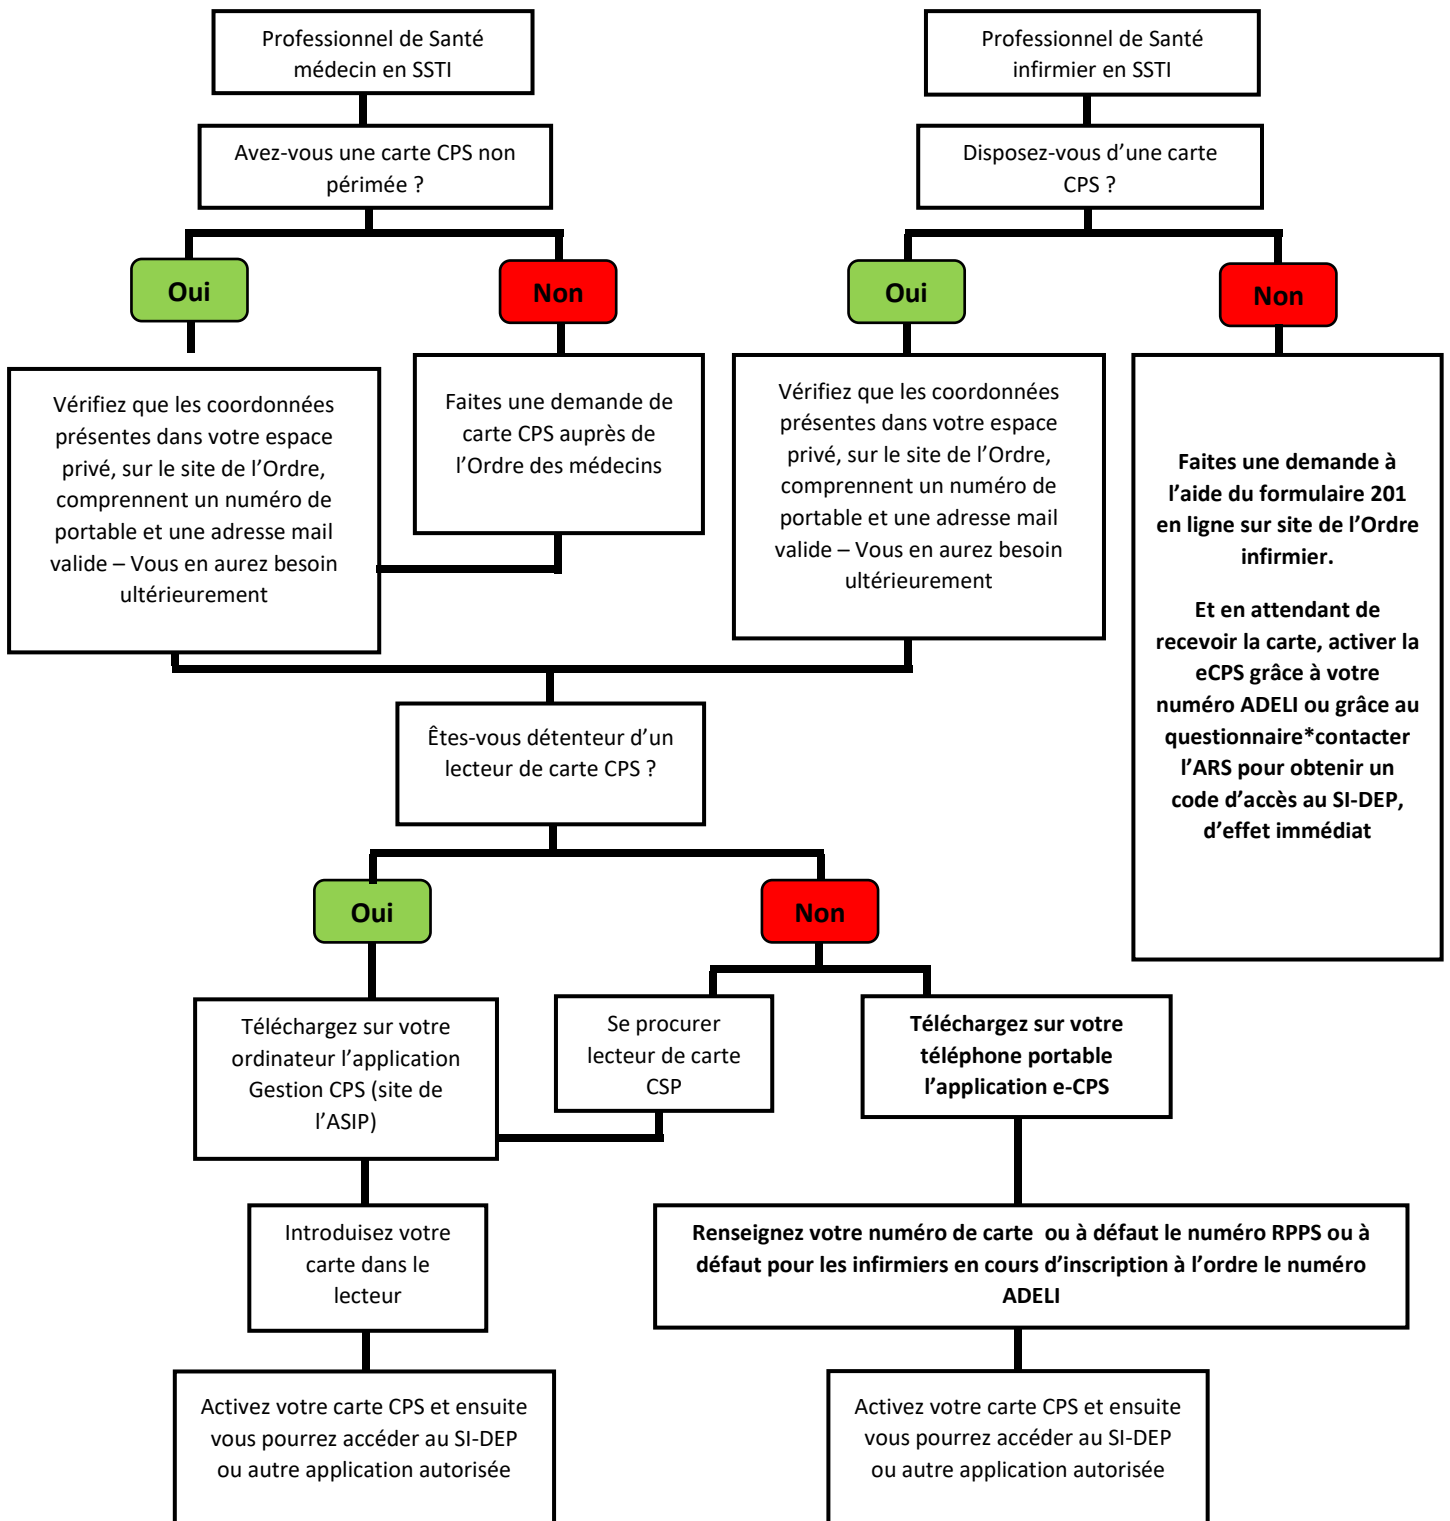 Professionnel de Santé
médecin en SSTI
Professionnel de Santé
infirmier en SSTI
Avez-vous une carte CPS non
périmée ?
Disposez-vous d’une carte
CPS ?
Oui
Non
Oui
Non
Vérifiez que les coordonnées
présentes dans votre espace
privé, sur le site de l’Ordre,
comprennent un numéro de
portable et une adresse mail
valide – Vous en aurez besoin
ultérieurement
Faites une demande de
carte CPS auprès de
l’Ordre des médecins
Vérifiez que les coordonnées
présentes dans votre espace
privé, sur le site de l’Ordre,
comprennent un numéro de
portable et une adresse mail
valide – Vous en aurez besoin
ultérieurement
Faites une demande à
l’aide du formulaire 201
en ligne sur site de l’Ordre
infirmier.
Et en attendant de
recevoir la carte, activer la
eCPS grâce à votre
numéro ADELI ou grâce au
questionnaire*contacter
l’ARS pour obtenir un
code d’accès au SI-DEP,
d’effet immédiat
Êtes-vous détenteur d’un
lecteur de carte CPS ?
Oui
Non
Téléchargez sur votre
ordinateur l’application
Gestion CPS (site de
l’ASIP)
Se procurer
lecteur de carte
CSP
Téléchargez sur votre
téléphone portable
l’application e-CPS
Introduisez votre
carte dans le
lecteur
Renseignez votre numéro de carte  ou à défaut le numéro RPPS ou à
défaut pour les infirmiers en cours d’inscription à l’ordre le numéro
ADELI
Activez votre carte CPS et ensuite
vous pourrez accéder au SI-DEP
ou autre application autorisée
Activez votre carte CPS et ensuite
vous pourrez accéder au SI-DEP
ou autre application autorisée